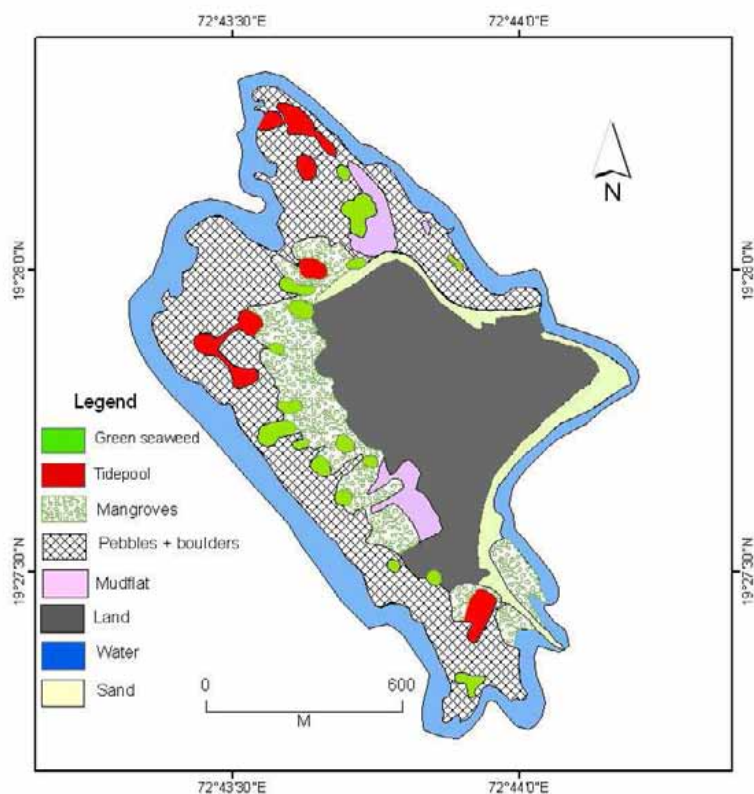 72°43'30"E 72°44'0"E
N
19°28'0"N 19°28'0"N
Legend
Green seaweed
Tidepool
Mangroves
Pebbles + boulders
Mudflat
Land
Water
Sand
19°27'30"N 19°27'30"N
0 600
M
72°43'30"E 72°44'0"E